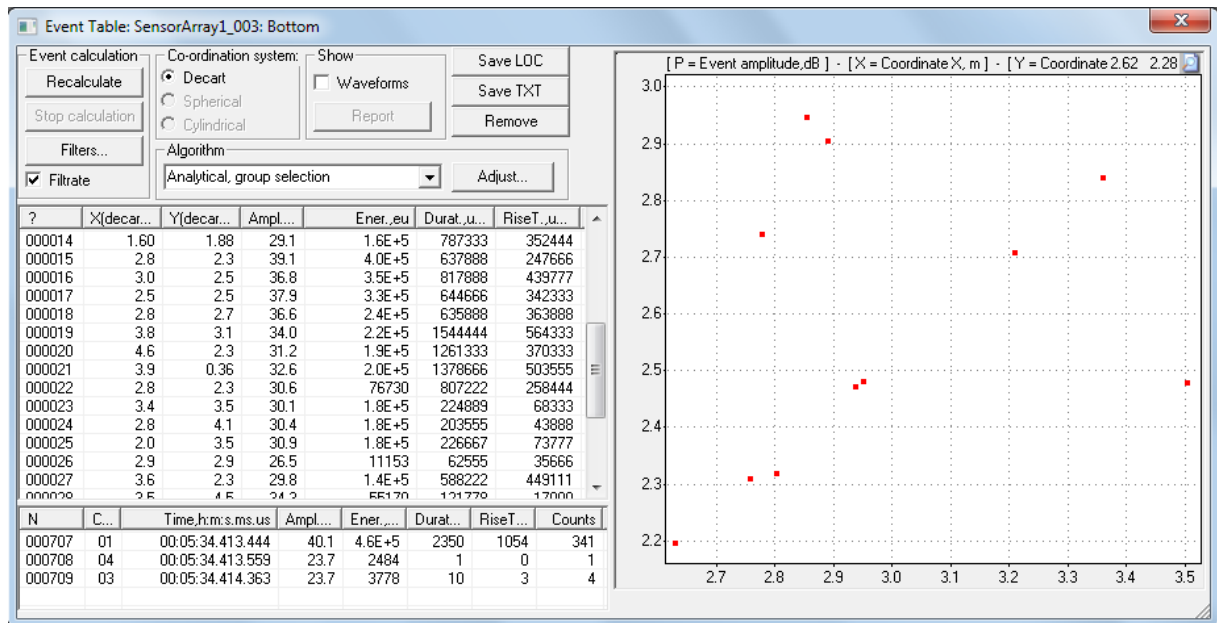 Event Table: SensorArray1_003: Bottom
X
Event calculation
Recalculate
Stop calculation
Filters...
Filtrate
Co-ordination system:
Decart
Spherical
Cylindrical
Show
Waveforms
Report
Save LOC
Save TXT
Remove
Algorithm
Analytical, group selection
Adjust...
? X(decar... Y(decar... Ampl.... Ener.,eu Durat.,u... RiseT.,u...
000014 1.60 1.88 29.1 1.6E+5 787333 352444
000015 2.8 2.3 39.1 4.0E+5 637888 247666
000016 3.0 2.5 36.8 3.5E+5 817888 439777
000017 2.5 2.5 37.9 3.3E+5 644666 342333
000018 2.8 2.7 36.6 2.4E+5 635888 363888
000019 3.8 3.1 34.0 2.2E+5 1544444 564333
000020 4.6 2.3 31.2 1.9E+5 1261333 370333
000021 3.9 0.36 32.6 2.0E+5 1378666 503555
000022 2.8 2.3 30.6 76730 807222 258444
000023 3.4 3.5 30.1 1.8E+5 224889 68333
000024 2.8 4.1 30.4 1.8E+5 203555 43888
000025 2.0 3.5 30.9 1.8E+5 226667 73777
000026 2.9 2.9 26.5 11153 62555 35666
000027 3.6 2.3 29.8 1.4E+5 588222 449111
N C... Time,h:m:s.ms.us Ampl.... Ener.,... Durat... RiseT... Counts
000707 01 00:05:34.413.444 40.1 4.6E+5 2350 1054 341
000708 04 00:05:34.413.559 23.7 2484 1 0 1
000709 03 00:05:34.414.363 23.7 3778 10 3 4
[ P = Event amplitude,dB ] - [ X = Coordinate X, m ] - [ Y = Coordinate 2.62 2.28
3.0
2.9
2.8
2.7
2.6
2.5
2.4
2.3
2.2
2.7 2.8 2.9 3.0 3.1 3.2 3.3 3.4 3.5